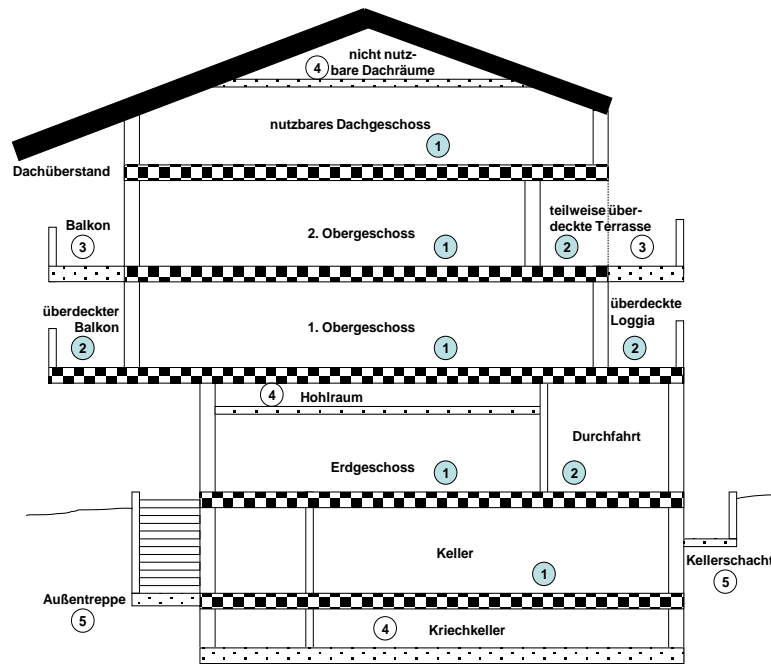 nicht nutz-
4 bare Dachräume
nutzbares Dachgeschoss
1
Dachüberstand
Balkon
3
2. Obergeschoss
1
teilweise über-
deckte Terrasse
2
3
überdeckter
Balkon
2
1. Obergeschoss
1
überdeckte
Loggia
2
4
Hohlraum
Durchfahrt
Erdgeschoss
1
2
Keller
1
Kellerschacht
5
Außentreppe
5
4
Kriechkeller